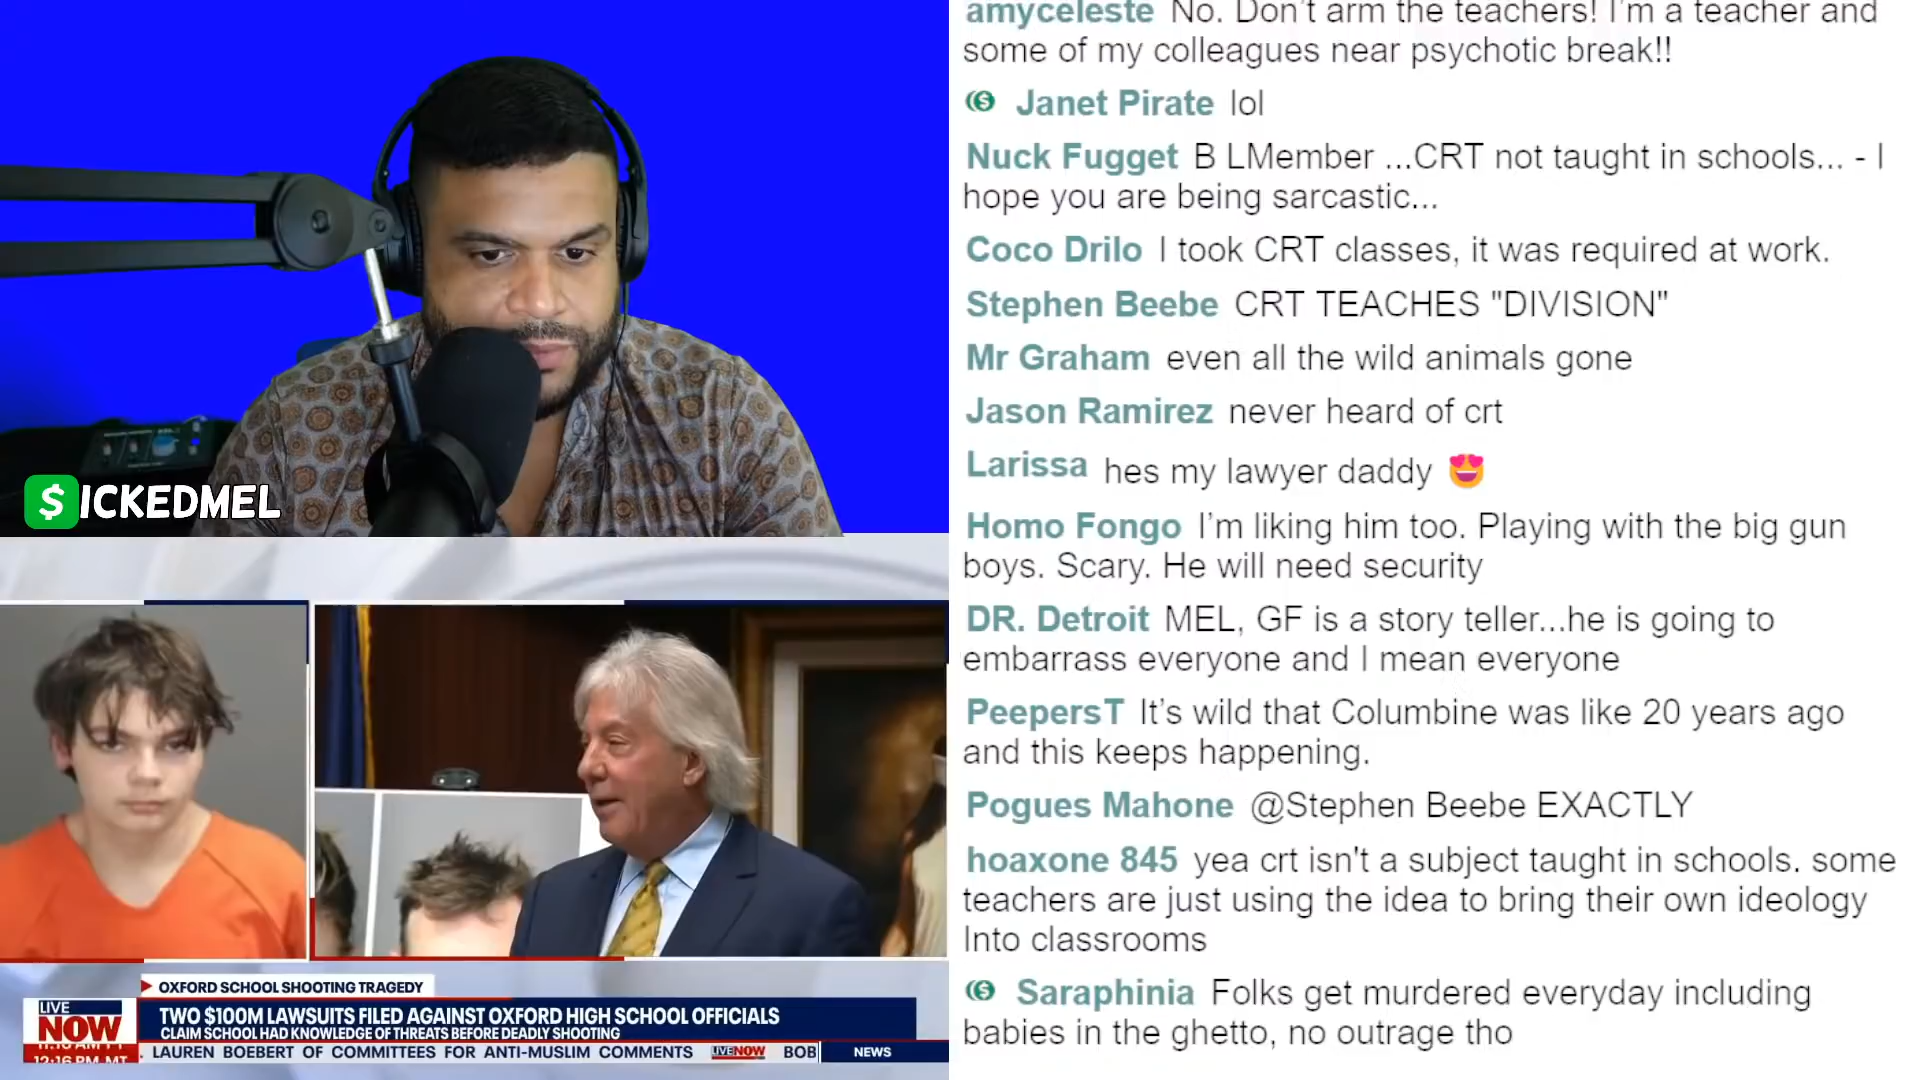 amyceleste No. Don't arm the teachers! I'm a teacher and
some of my colleagues near psychotic break!!
Janet Pirate lol
Nuck Fugget B LMember ...CRT not taught in schools... - I
hope you are being sarcastic...
Coco Drilo I took CRT classes, it was required at work.
Stephen Beebe CRT TEACHES "DIVISION"
Mr Graham even all the wild animals gone
Jason Ramirez never heard of crt
Larissa hes my lawyer daddy 😍
Homo Fongo I'm liking him too. Playing with the big gun
boys. Scary. He will need security
DR. Detroit MEL, GF is a story teller...he is going to
embarrass everyone and I mean everyone
PeepersT It's wild that Columbine was like 20 years ago
and this keeps happening.
Pogues Mahone @Stephen Beebe EXACTLY
hoaxone 845 yea crt isn't a subject taught in schools. some
teachers are just using the idea to bring their own ideology
Into classrooms
Saraphinia Folks get murdered everyday including
babies in the ghetto, no outrage tho
$ICKEDMEL
OXFORD SCHOOL SHOOTING TRAGEDY
LIVE
NOW
TWO $100M LAWSUITS FILED AGAINST OXFORD HIGH SCHOOL OFFICIALS
CLAIM SCHOOL HAD KNOWLEDGE OF THREATS BEFORE DEADLY SHOOTING
12:16 PM MT
LAUREN BOEBERT OF COMMITTEES FOR ANTI-MUSLIM COMMENTS LIVENOW BOB
NEWS